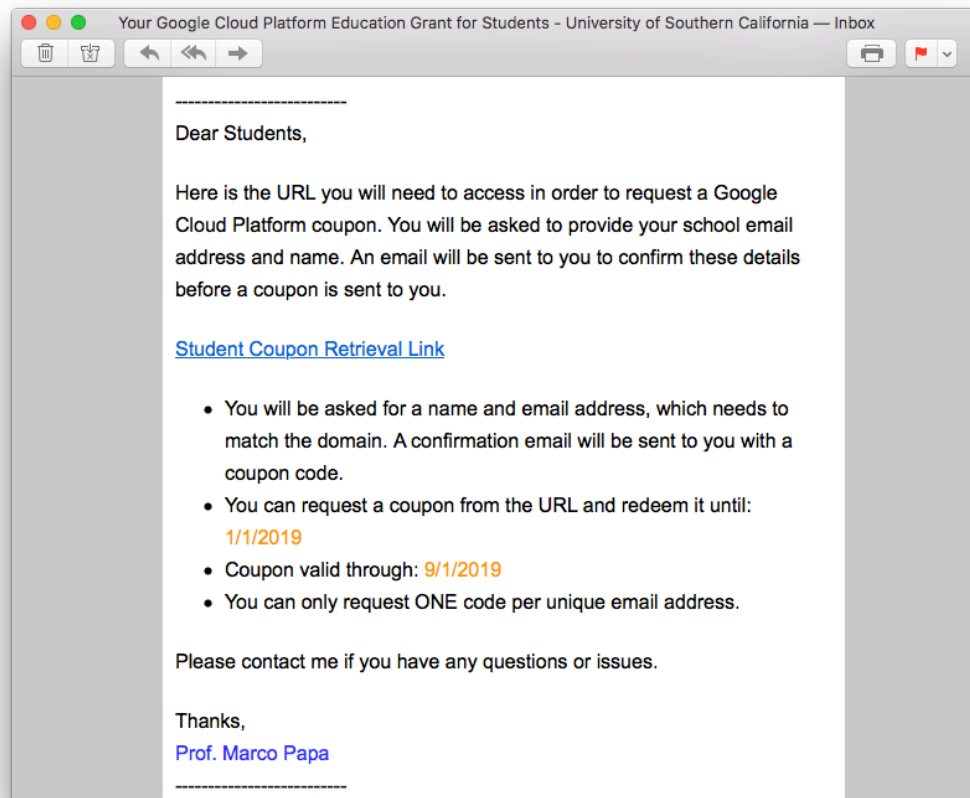 Your Google Cloud Platform Education Grant for Students - University of Southern California — Inbox
---------------------------
Dear Students,
Here is the URL you will need to access in order to request a Google
Cloud Platform coupon. You will be asked to provide your school email
address and name. An email will be sent to you to confirm these details
before a coupon is sent to you.
Student Coupon Retrieval Link
• You will be asked for a name and email address, which needs to
match the domain. A confirmation email will be sent to you with a
coupon code.
• You can request a coupon from the URL and redeem it until:
1/1/2019
• Coupon valid through: 9/1/2019
• You can only request ONE code per unique email address.
Please contact me if you have any questions or issues.
Thanks,
Prof. Marco Papa
---------------------------